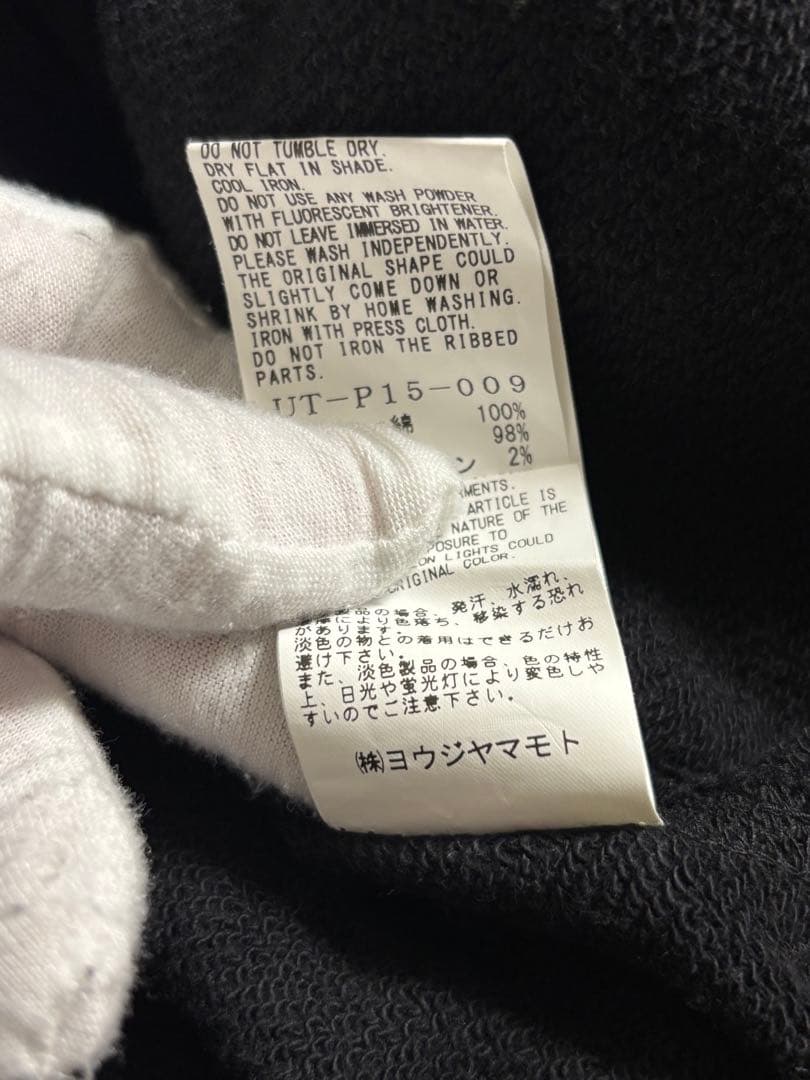 DO NOT TUMBLE DRY.
DRY FLAT IN SHADE.
COOL IRON.
DO NOT USE ANY WASH POWDER
WITH FLUORESCENT BRIGHTENER.
DO NOT LEAVE IMMERSED IN WATER.
PLEASE WASH INDEPENDENTLY.
THE ORIGINAL SHAPE COULD
SLIGHTLY COME DOWN OR
SHRINK BY HOME WASHING.
IRON WITH PRESS CLOTH.
DO NOT IRON THE RIBBED
PARTS.
UT-P15-009
綿 100%
98%
ン 2%
MENTS.
ARTICLE IS
NATURE OF THE
POSURE TO
ON LIGHTS COULD
ORIGINAL COLOR.
製品の場合、発汗、水濡れ、
により色落ち、移染する恐れ
があります。
淡色の物との着用はできるだけお
避け下さい。
また、淡色製品の場合、色の特性
上、日光や蛍光灯により変色しや
すいのでご注意下さい。
㈱ヨウジヤマモト